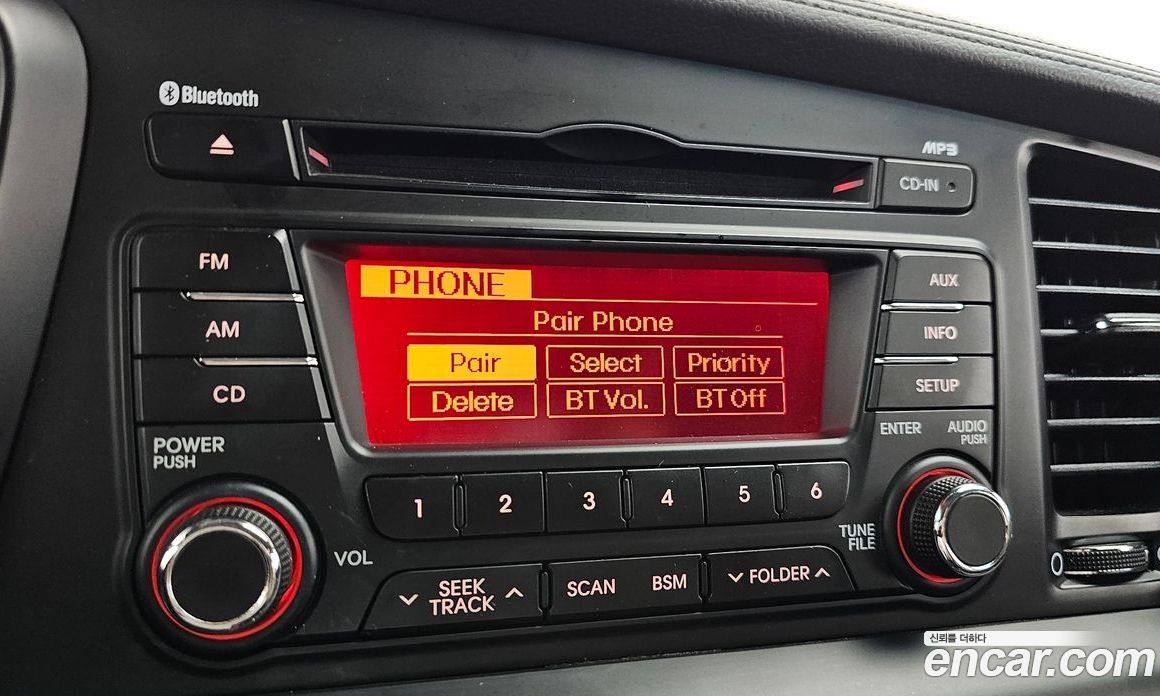 Bluetooth
MP3
CD-IN
FM
AM
CD
PHONE
Pair Phone
Pair Select Priority
Delete BT Vol. BT Off
AUX
INFO
SETUP
POWER
PUSH
ENTER
AUDIO
PUSH
1 2 3 4 5 6
VOL
TUNE
FILE
SEEK
TRACK
SCAN BSM
FOLDER
0
신뢰를 더하다
encar.com